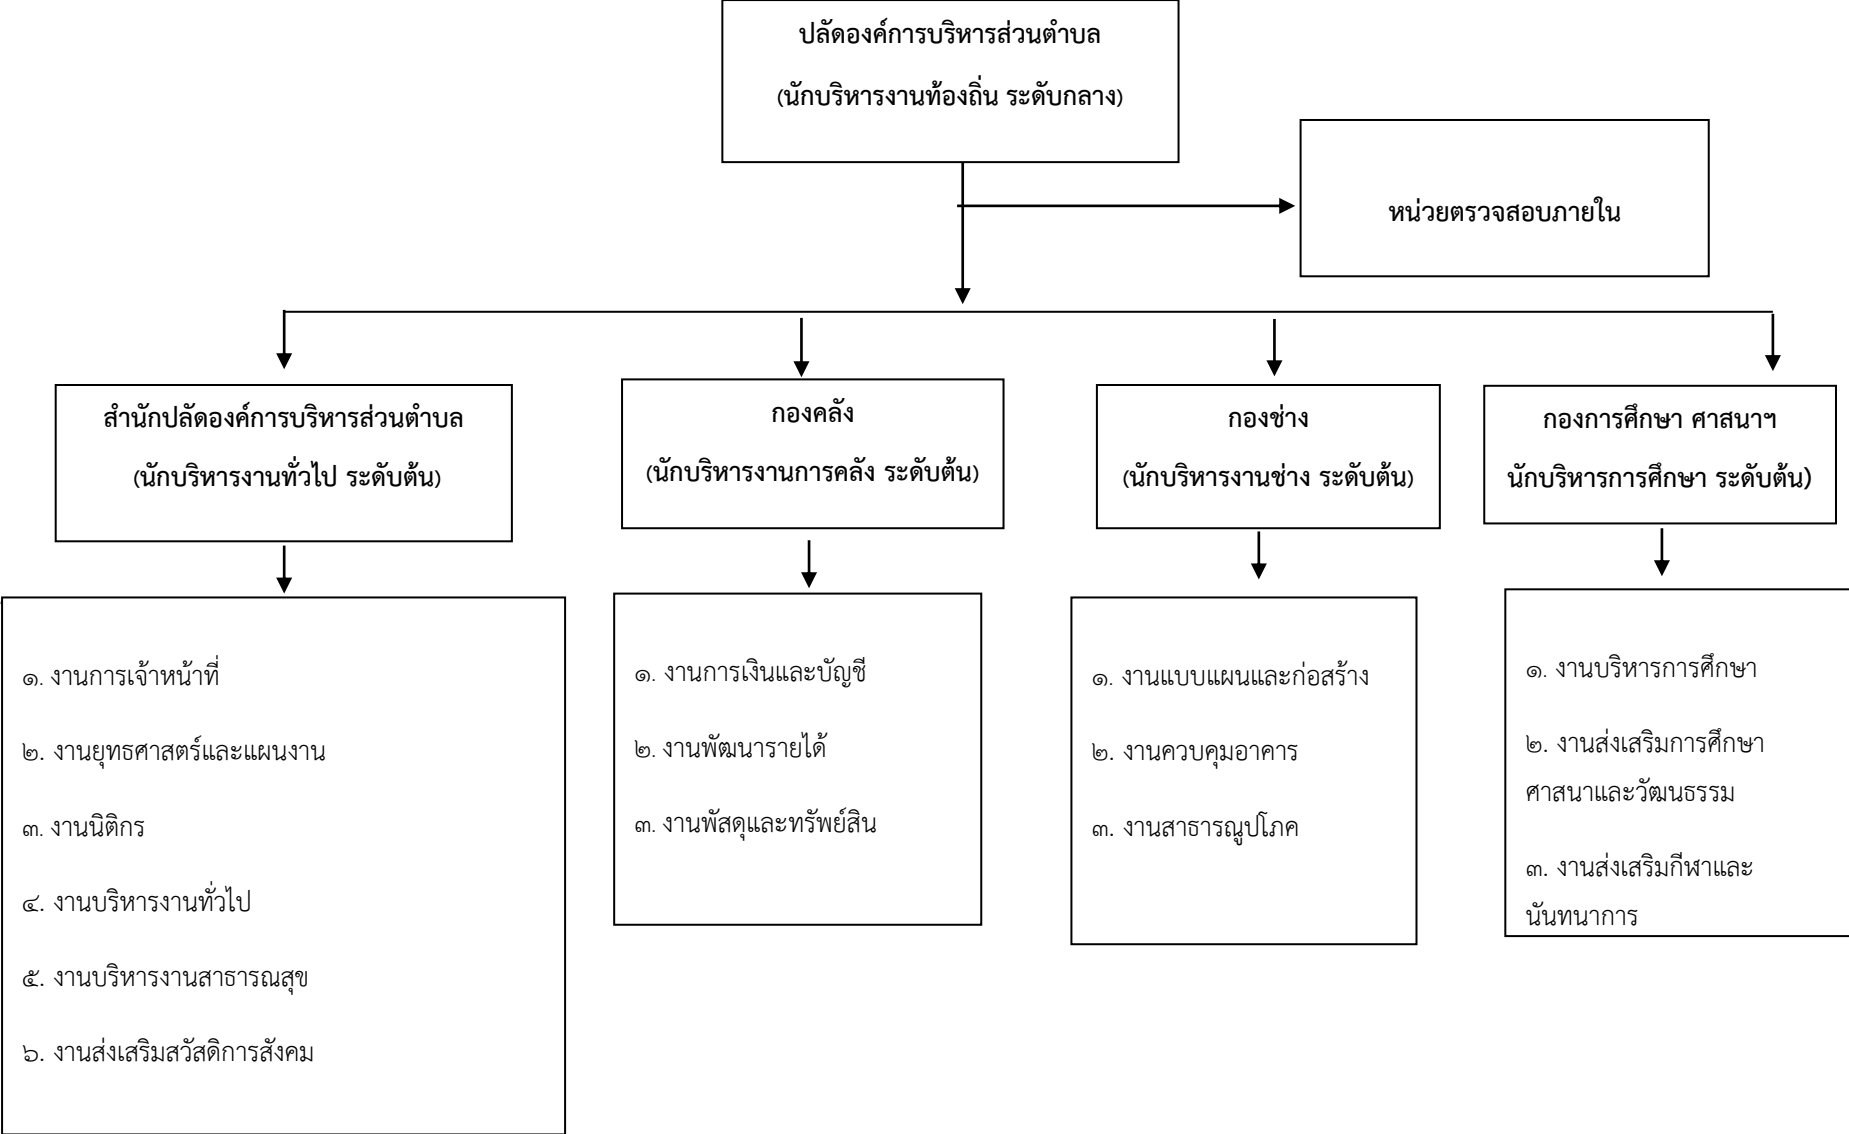 ปลัดองค์การบริหารส่วนตำบล
(นักบริหารงานท้องถิ่น ระดับกลาง)
หน่วยตรวจสอบภายใน
สำนักปลัดองค์การบริหารส่วนตำบล
(นักบริหารงานทั่วไป ระดับต้น)
กองคลัง
(นักบริหารงานการคลัง ระดับต้น)
กองช่าง
(นักบริหารงานช่าง ระดับต้น)
กองการศึกษา ศาสนาฯ
นักบริหารการศึกษา ระดับต้น)
๑. งานการเจ้าหน้าที่
๒. งานยุทธศาสตร์และแผนงาน
๓. งานนิติกร
๔. งานบริหารงานทั่วไป
๕. งานบริหารงานสาธารณสุข
๖. งานส่งเสริมสวัสดิการสังคม
๑. งานการเงินและบัญชี
๒. งานพัฒนารายได้
๓. งานพัสดุและทรัพย์สิน
๑. งานแบบแผนและก่อสร้าง
๒. งานควบคุมอาคาร
๓. งานสาธารณูปโภค
๑. งานบริหารการศึกษา
๒. งานส่งเสริมการศึกษา
ศาสนาและวัฒนธรรม
๓. งานส่งเสริมกีฬาและ
นันทนาการ